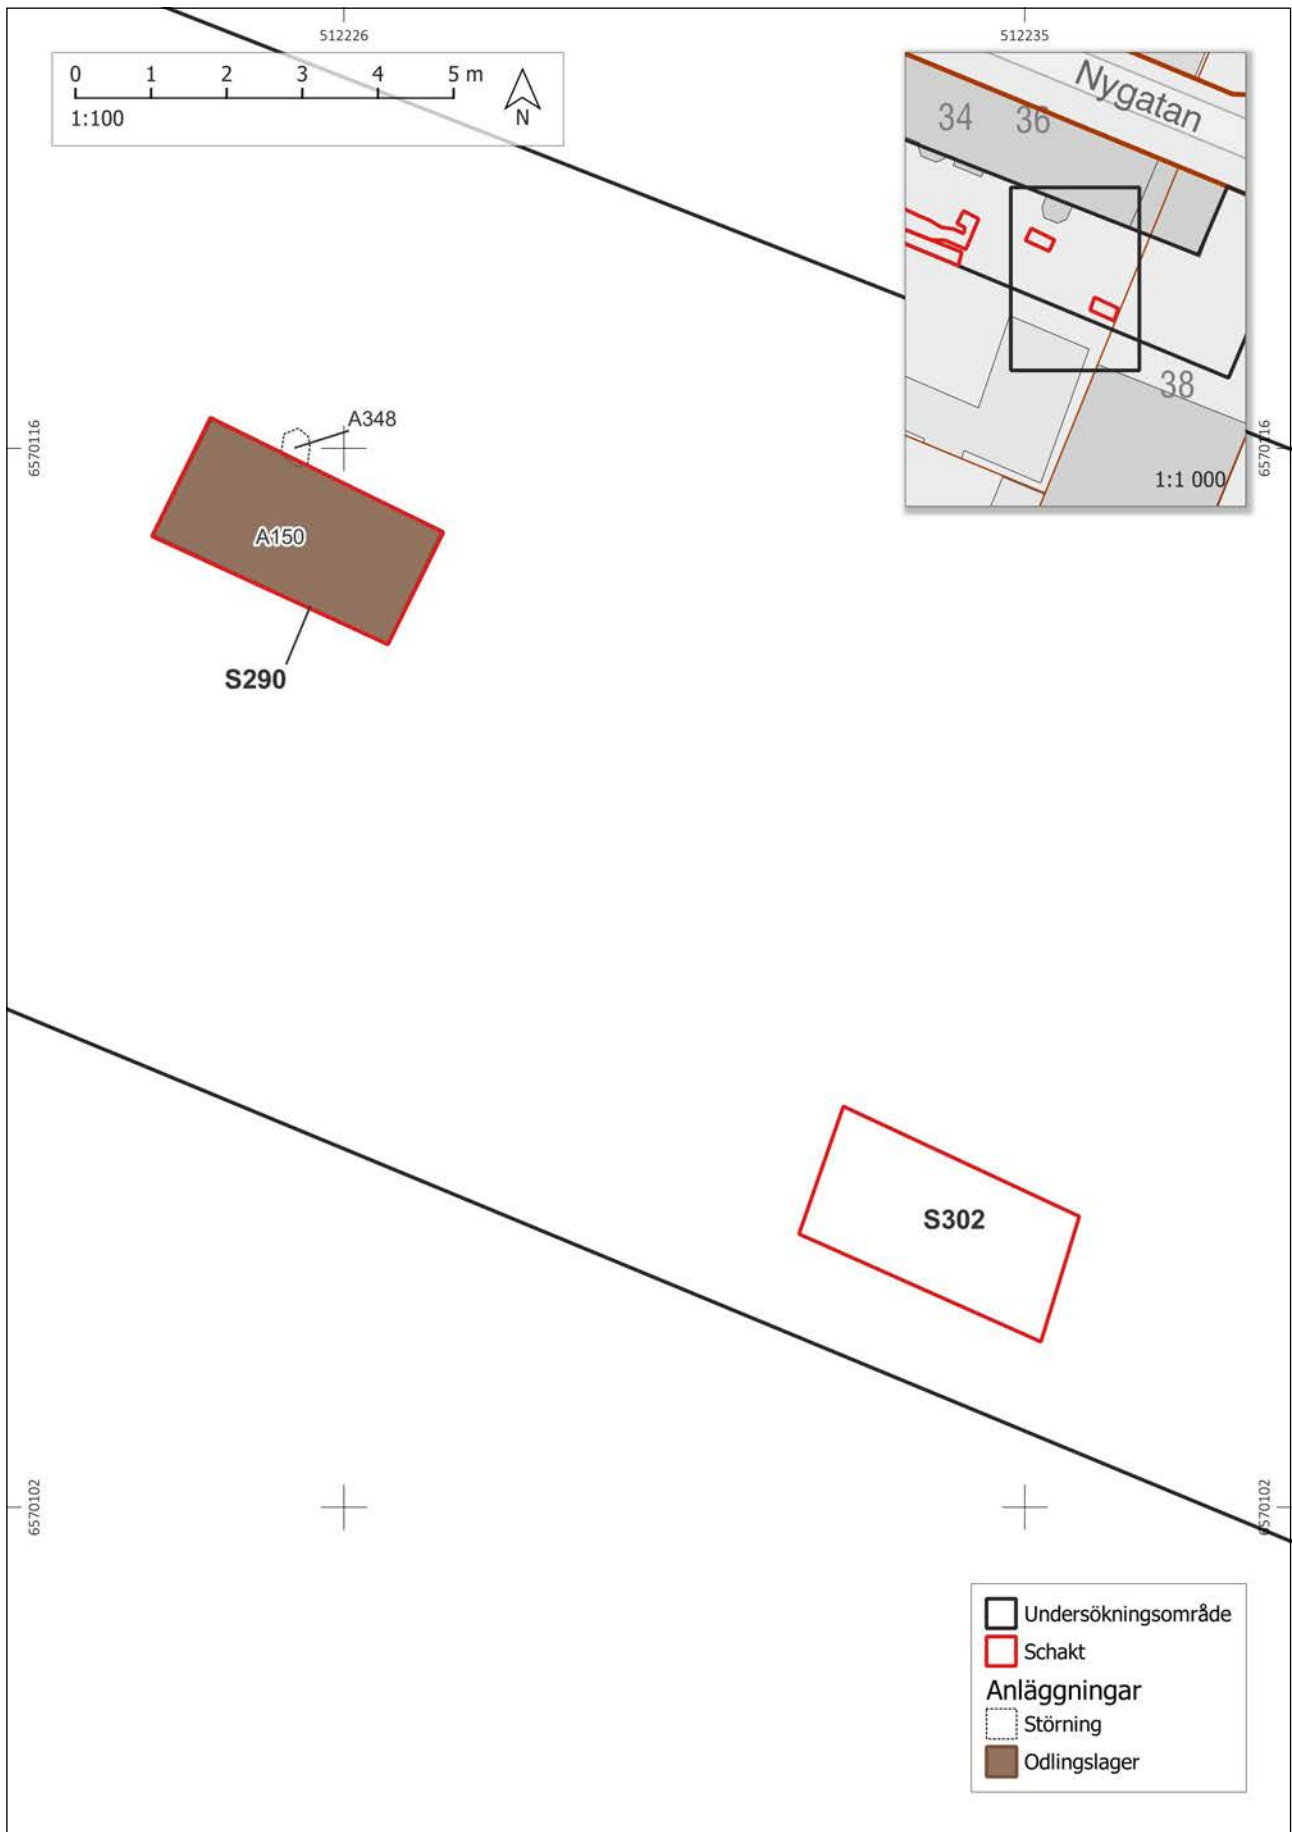 512226
512235
0 1 2 3 4 5 m
1:100
N
Nygatan
34 36
38
1:1 000
6570116
6570116
A348
A150
S290
S302
6570102
6570102
Undersökningsområde
Schakt
Anläggningar
Störning
Odlingslager